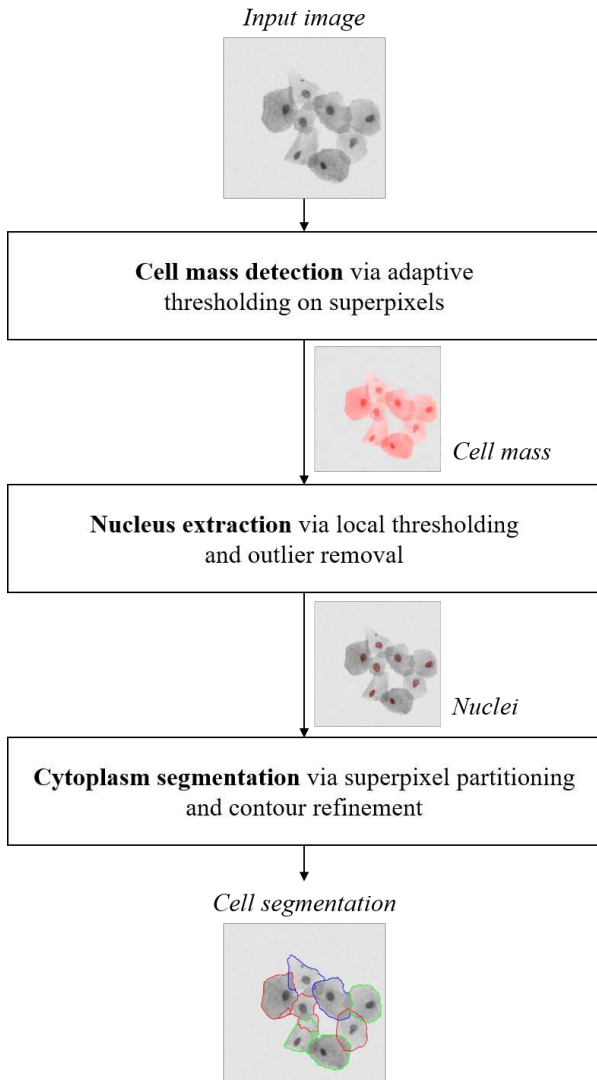 Input image
Cell mass detection via adaptive
thresholding on superpixels
Cell mass
Nucleus extraction via local thresholding
and outlier removal
Nuclei
Cytoplasm segmentation via superpixel partitioning
and contour refinement
Cell segmentation